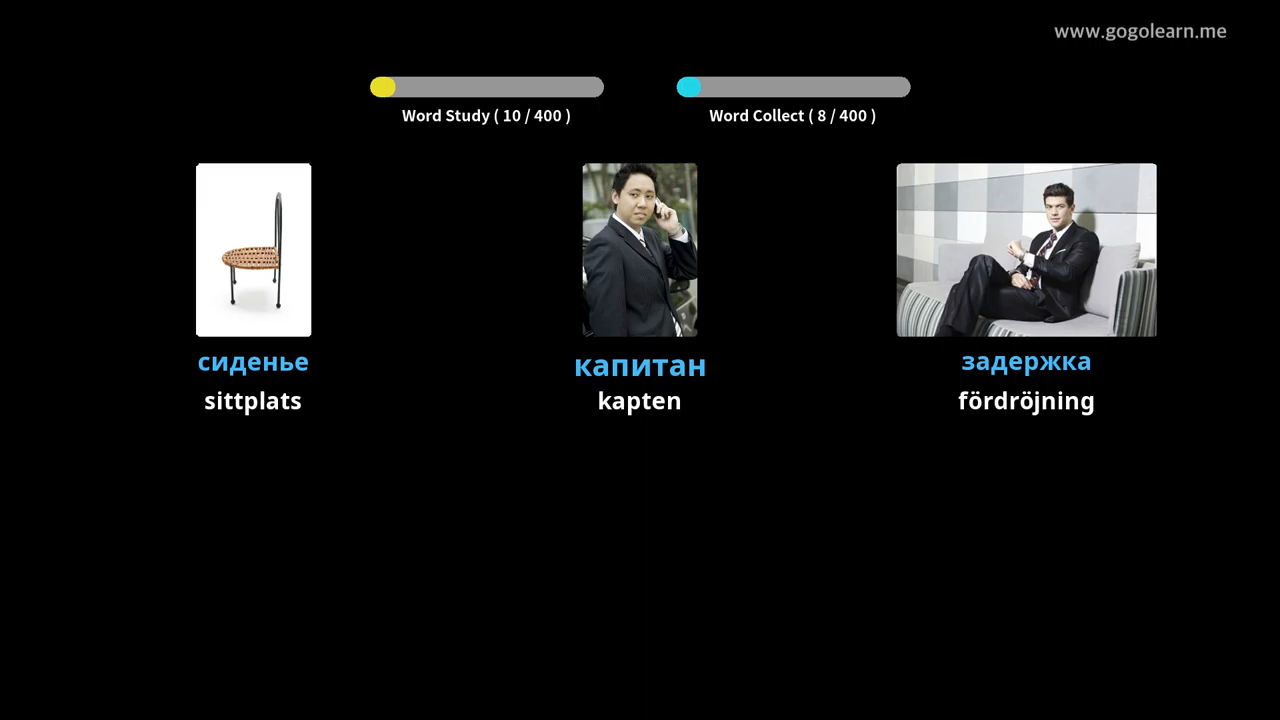 www.gogolearn.me
Word Study ( 10 / 400 )
Word Collect ( 8 / 400 )
сиденье
капитан
задержка
sittplats
kapten
fördröjning